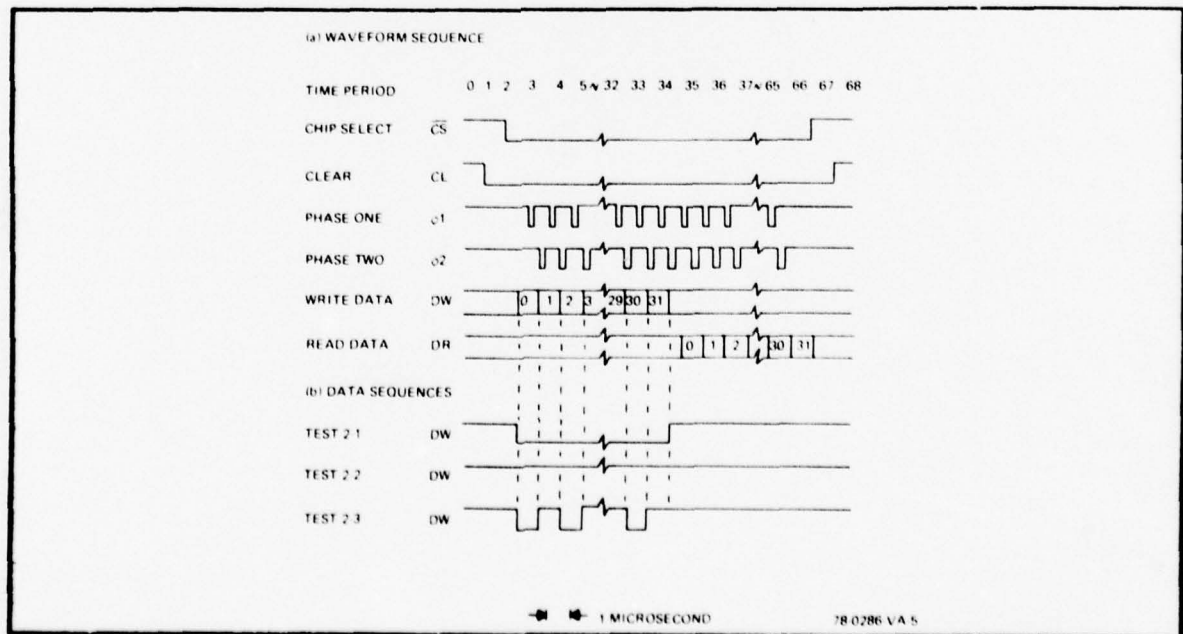 (a) WAVEFORM SEQUENCE
TIME PERIOD 0 1 2 3 4 5 32 33 34 35 36 37 65 66 67 68
CHIP SELECT C̅S̅
CLEAR CL
PHASE ONE ϕ1
PHASE TWO ϕ2
WRITE DATA DW 0 1 2 3 29 30 31
READ DATA DR 0 1 2 30 31
(b) DATA SEQUENCES
TEST 2-1 DW
TEST 2-2 DW
TEST 2-3 DW
1 MICROSECOND 78-0286-VA-5